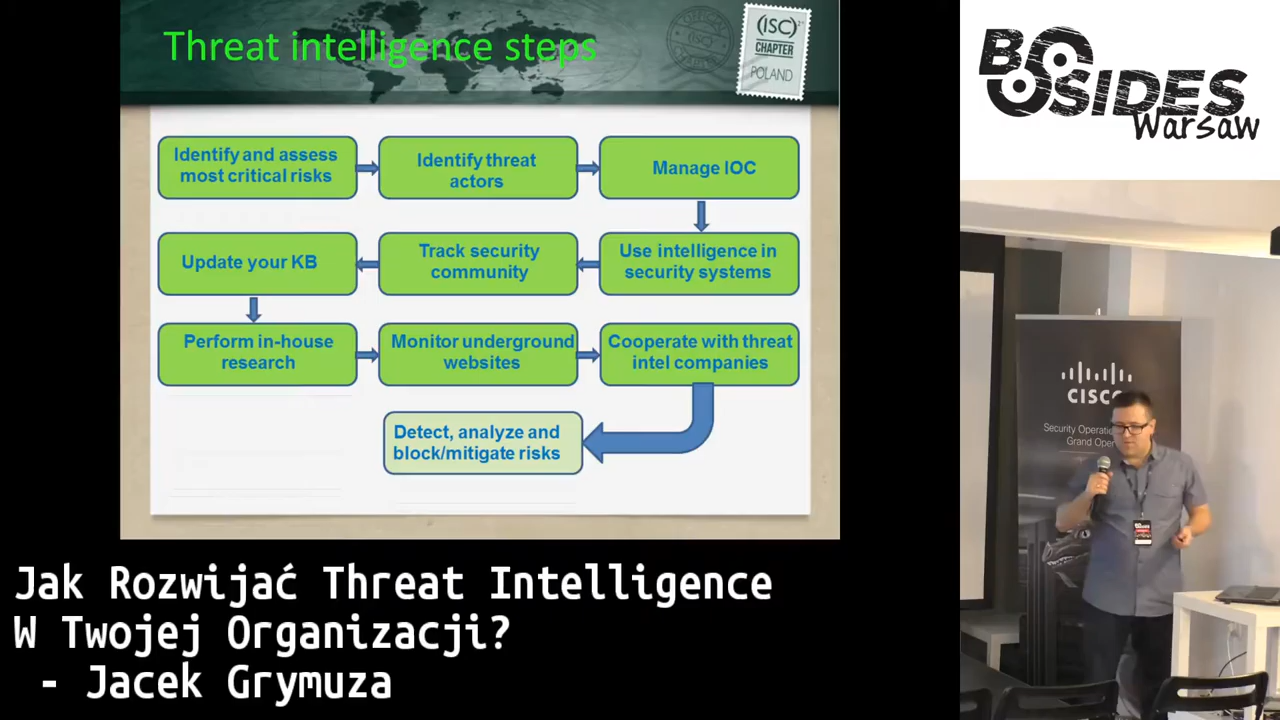 Threat intelligence steps
(ISC)²
CHAPTER
POLAND
Identify and assess
most critical risks
Identify threat
actors
Manage IOC
Update your KB
Track security
community
Use intelligence in
security systems
Perform in-house
research
Monitor underground
websites
Cooperate with threat
intel companies
Detect, analyze and
block/mitigate risks
BSIDES
Warsaw
CISCO
Security Operati
Grand Ope
Jak Rozwijać Threat Intelligence
W Twojej Organizacji?
- Jacek Grymuza